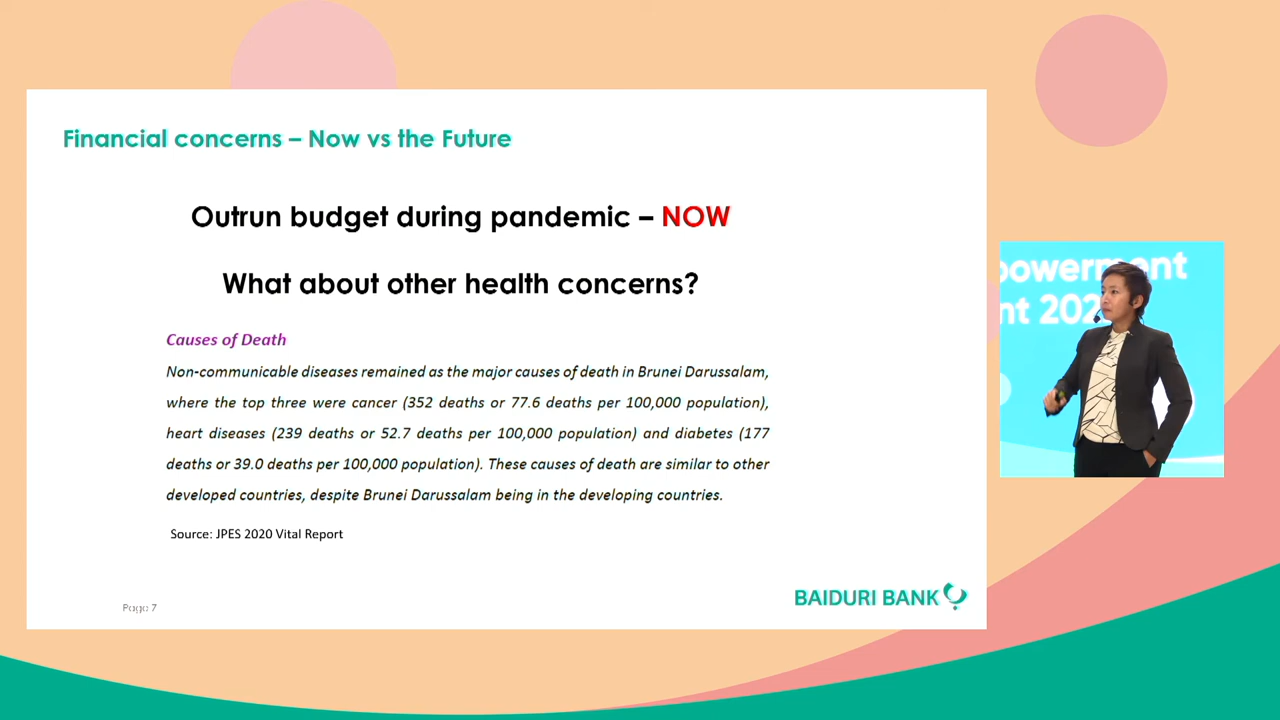 Financial concerns – Now vs the Future
Outrun budget during pandemic – NOW
What about other health concerns?
Causes of Death
Non-communicable diseases remained as the major causes of death in Brunei Darussalam,
where the top three were cancer (352 deaths or 77.6 deaths per 100,000 population),
heart diseases (239 deaths or 52.7 deaths per 100,000 population) and diabetes (177
deaths or 39.0 deaths per 100,000 population). These causes of death are similar to other
developed countries, despite Brunei Darussalam being in the developing countries.
Source: JPES 2020 Vital Report
Page 7
BAIDURI BANK